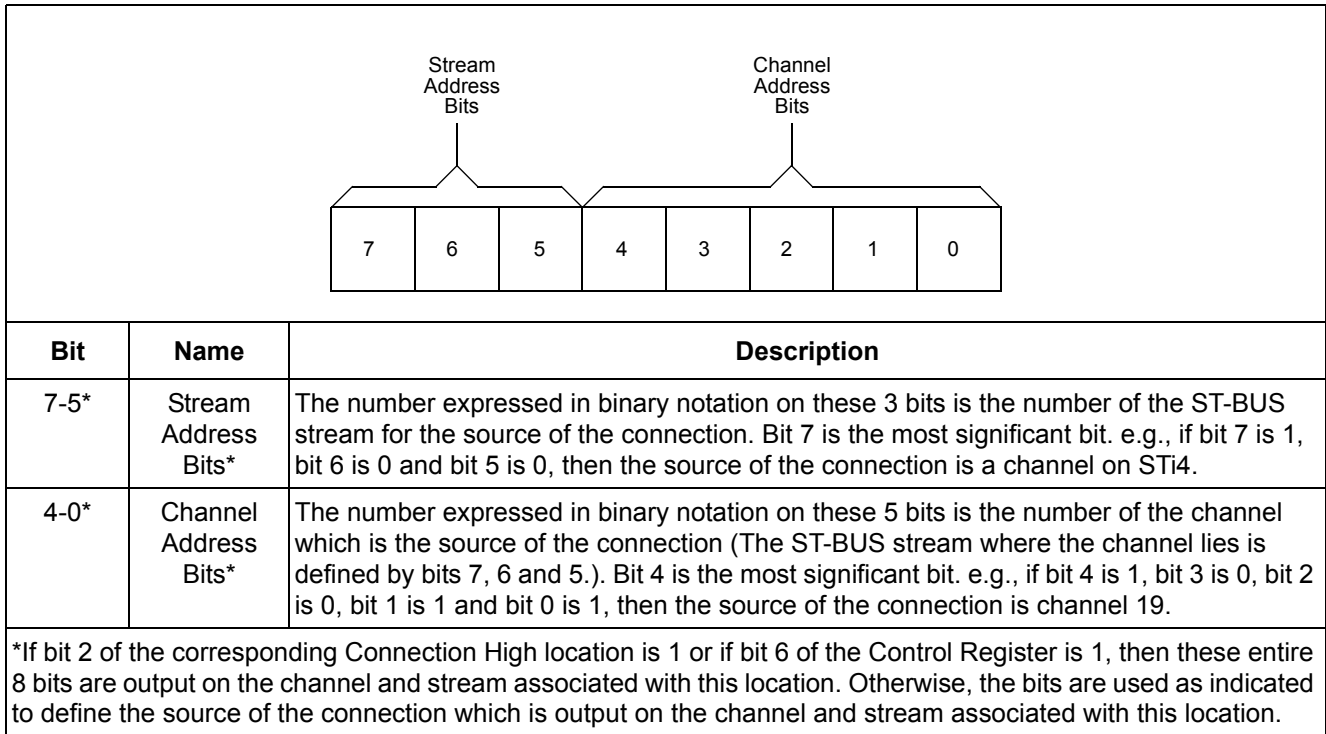 Stream
Address
Bits
Channel
Address
Bits
7 6 5 4 3 2 1 0
Bit Name Description
7-5* Stream
Address
Bits*
The number expressed in binary notation on these 3 bits is the number of the ST-BUS
stream for the source of the connection. Bit 7 is the most significant bit. e.g., if bit 7 is 1,
bit 6 is 0 and bit 5 is 0, then the source of the connection is a channel on STi4.
4-0* Channel
Address
Bits*
The number expressed in binary notation on these 5 bits is the number of the channel
which is the source of the connection (The ST-BUS stream where the channel lies is
defined by bits 7, 6 and 5.). Bit 4 is the most significant bit. e.g., if bit 4 is 1, bit 3 is 0, bit 2
is 0, bit 1 is 1 and bit 0 is 1, then the source of the connection is channel 19.
*If bit 2 of the corresponding Connection High location is 1 or if bit 6 of the Control Register is 1, then these entire
8 bits are output on the channel and stream associated with this location. Otherwise, the bits are used as indicated
to define the source of the connection which is output on the channel and stream associated with this location.